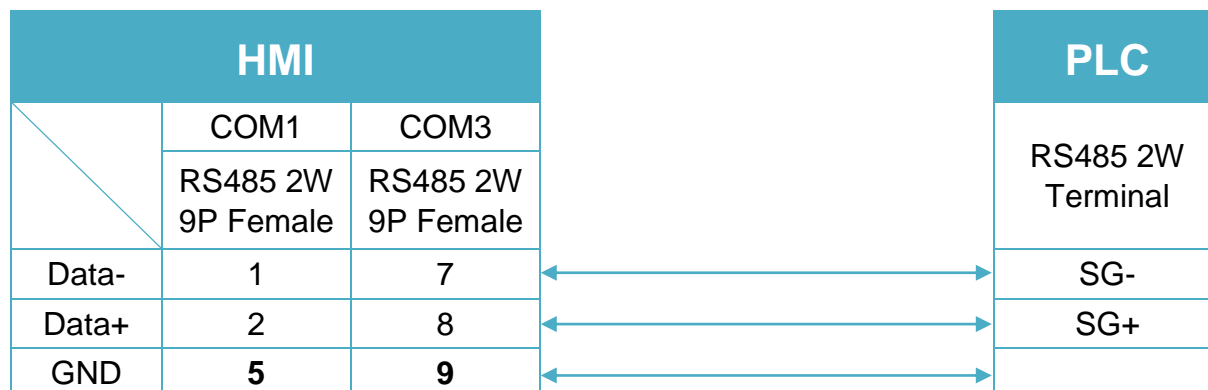 HMI PLC
COM1 COM3
RS485 2W RS485 2W RS485 2W
9P Female 9P Female Terminal
Data- 1 7 SG-
Data+ 2 8 SG+
GND 5 9